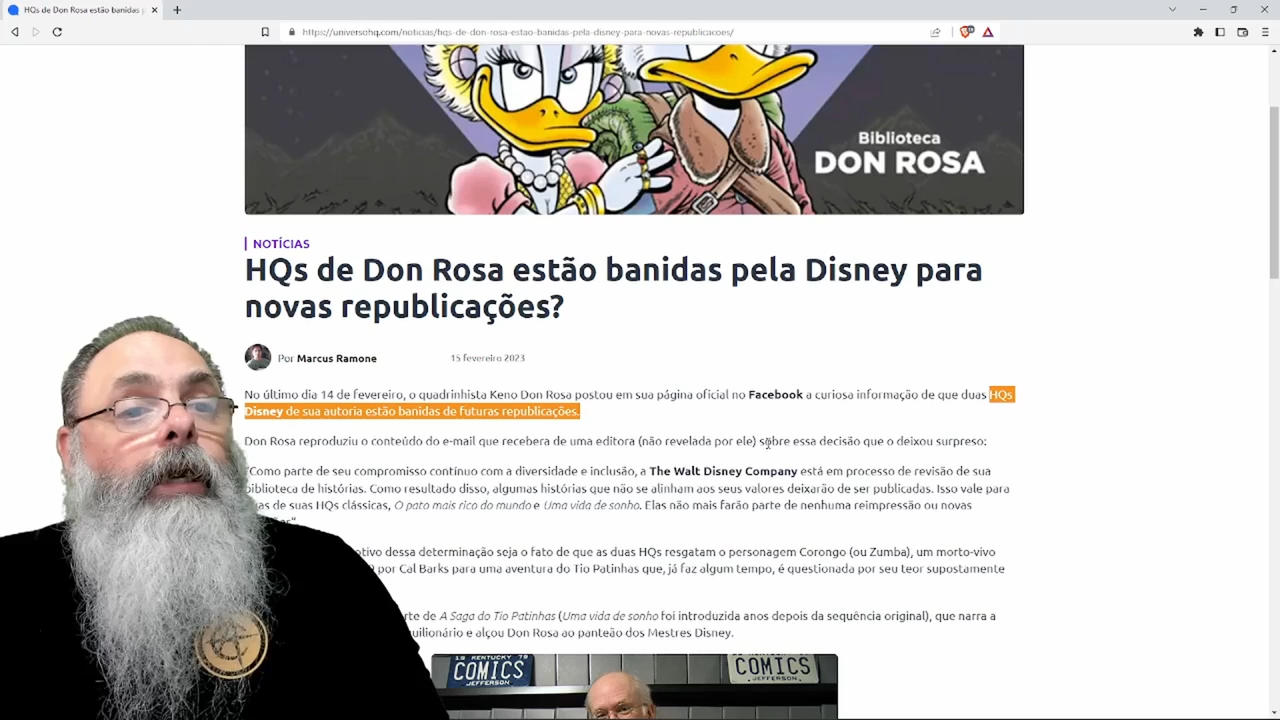 HQs de Don Rosa estão banidas p
https://universohq.com/noticias/hqs-de-don-rosa-estao-banidas-pela-disney-para-novas-republicacoes/
Biblioteca
DON ROSA
NOTÍCIAS
HQs de Don Rosa estão banidas pela Disney para
novas republicações?
Por Marcus Ramone
15 fevereiro 2023
No último dia 14 de fevereiro, o quadrinhista Keno Don Rosa postou em sua página oficial no Facebook a curiosa informação de que duas HQs
Disney de sua autoria estão banidas de futuras republicações.
Don Rosa reproduziu o conteúdo do e-mail que recebera de uma editora (não revelada por ele) sobre essa decisão que o deixou surpreso:
"Como parte de seu compromisso contínuo com a diversidade e inclusão, a The Walt Disney Company está em processo de revisão de sua
biblioteca de histórias. Como resultado disso, algumas histórias que não se alinham aos seus valores deixarão de ser publicadas. Isso vale para
de suas HQs clássicas, O pato mais rico do mundo e Uma vida de sonho. Elas não mais farão parte de nenhuma reimpressão ou novas
dessa determinação seja o fato de que as duas HQs resgatam o personagem Corongo (ou Zumba), um morto-vivo
por Cal Barks para uma aventura do Tio Patinhas que, já faz algum tempo, é questionada por seu teor supostamente
de A Saga do Tio Patinhas (Uma vida de sonho foi introduzida anos depois da sequência original), que narra a
e alçou Don Rosa ao panteão dos Mestres Disney.
19 KENTUCKY 79
COMICS
JEFFERSON
KENTUCKY
COMICS
JEFFERSON